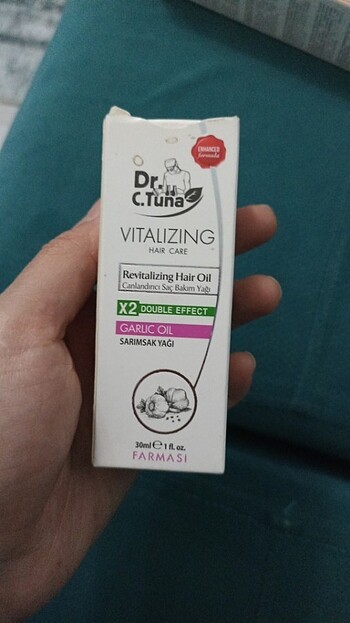 ENHANCED
formula
Dr.
C.Tuna
VITALIZING
HAIR CARE
Revitalizing Hair Oil
Canlandırıcı Saç Bakım Yağı
X2 DOUBLE EFFECT
GARLIC OIL
SARIMSAK YAĞI
30ml ℮ 1 fl. oz.
FARMASi